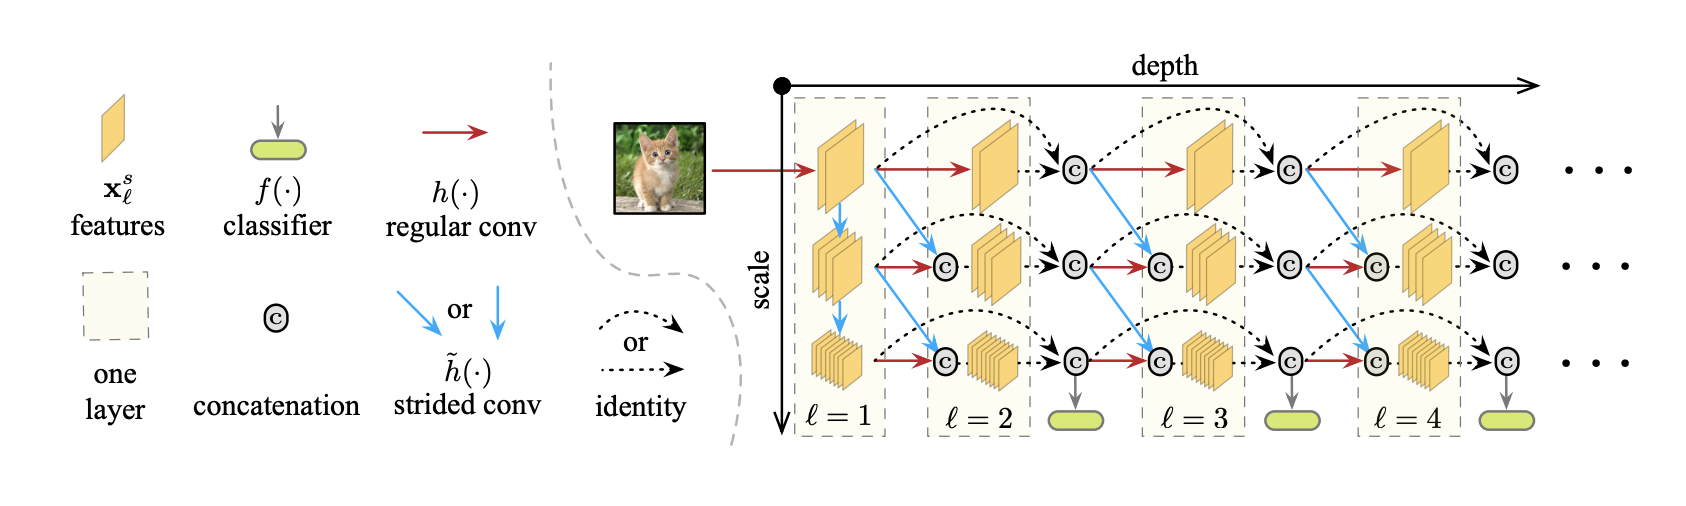 x_ℓ^s
features
f(·)
classifier
h(·)
regular conv
one
layer
c
concatenation
or
h̃(·)
strided conv
or
identity
depth
scale
c c c
c c c c c c
c c c c c c
ℓ = 1 ℓ = 2 ℓ = 3 ℓ = 4